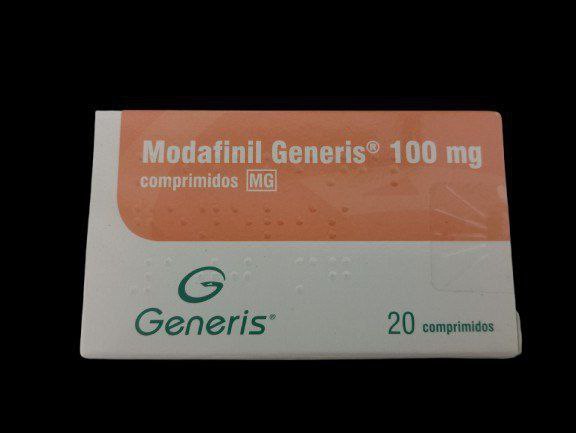 Modafinil Generis® 100 mg
comprimidos MG
Generis®
20 comprimidos